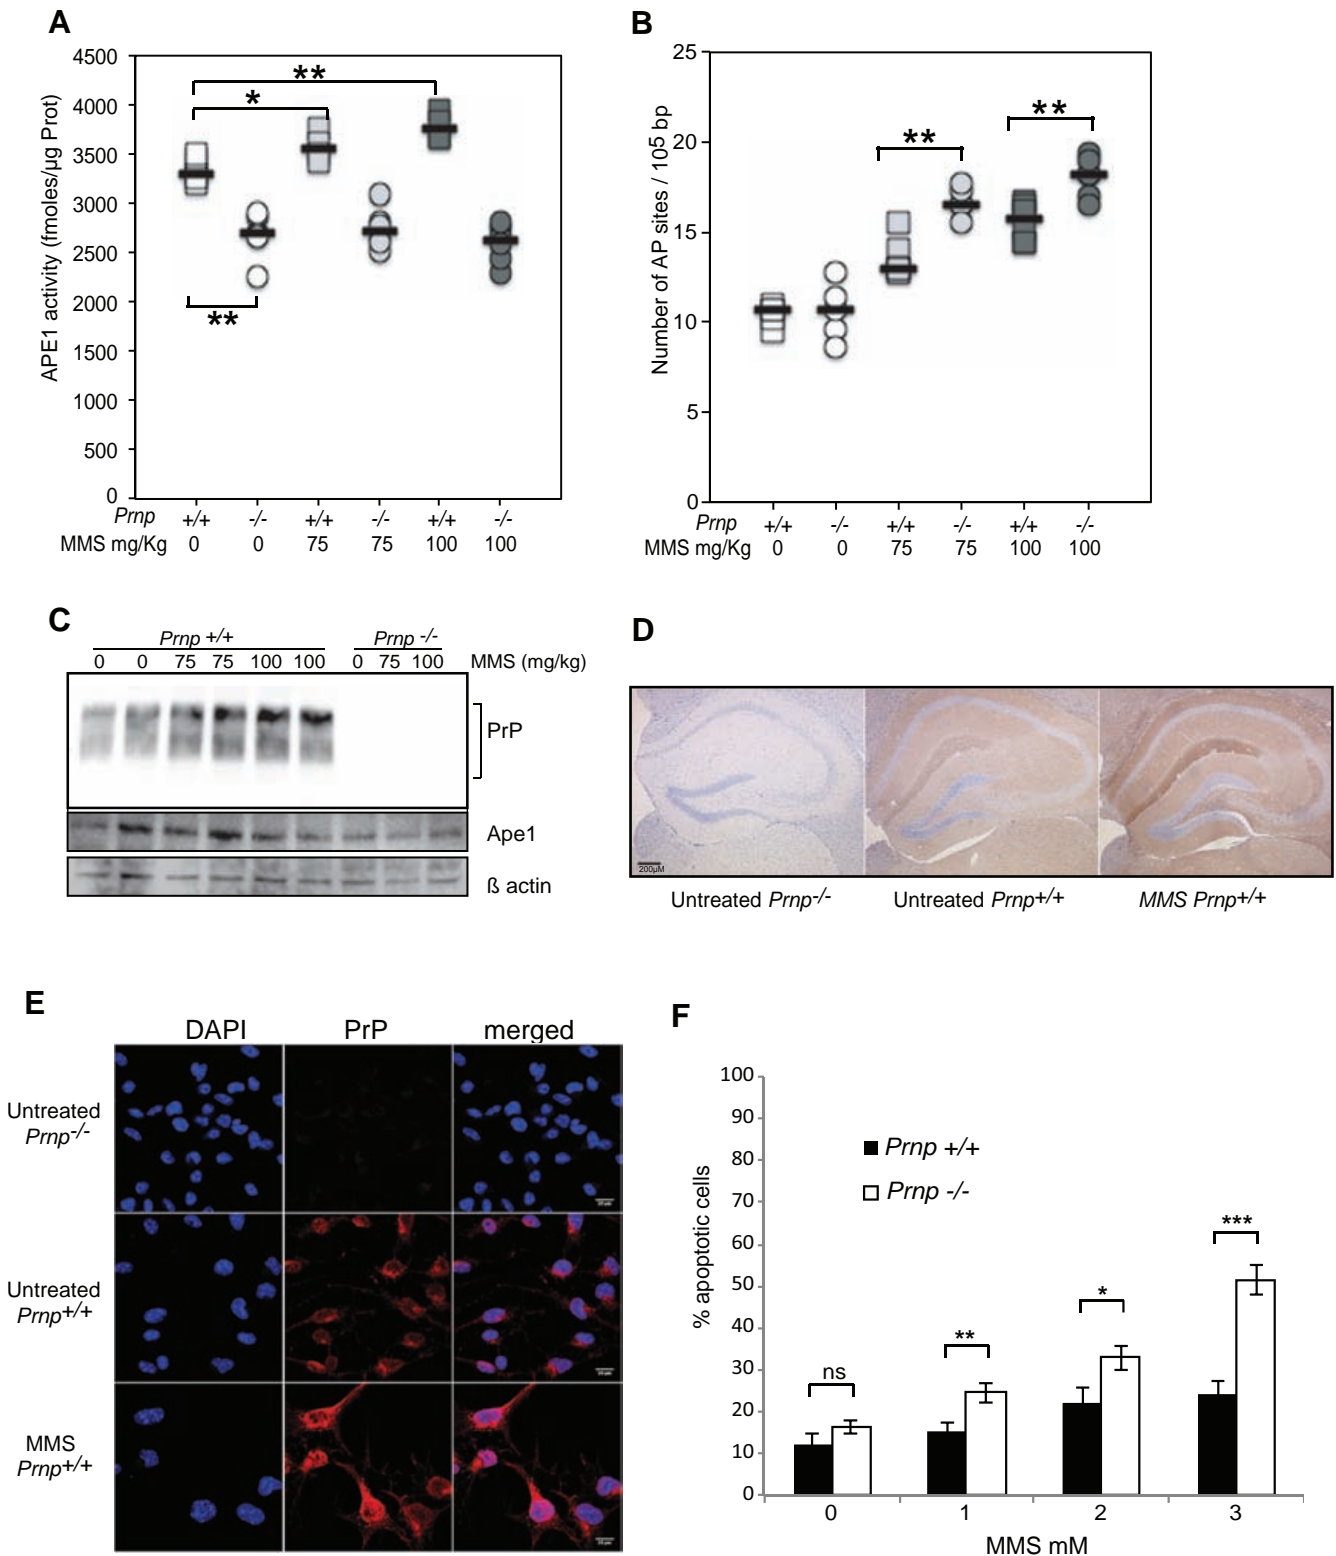 A
4500
4000
3500
3000
2500
2000
1500
1000
500
0
APE1 activity (fmoles/µg Prot)
**
*
**
Prnp +/+ -/- +/+ -/- +/+ -/-
MMS mg/Kg 0 0 75 75 100 100
B
25
20
15
10
5
0
Number of AP sites / 10⁵ bp
**
**
Prnp +/+ -/- +/+ -/- +/+ -/-
MMS mg/Kg 0 0 75 75 100 100
C
Prnp +/+ Prnp -/-
0 0 75 75 100 100 0 75 100 MMS (mg/kg)
PrP
Ape1
ß actin
D
200µM
Untreated Prnp-/- Untreated Prnp+/+ MMS Prnp+/+
E
DAPI PrP merged
Untreated
Prnp-/-
Untreated
Prnp+/+
MMS
Prnp+/+
F
100
90
80
70
60
50
40
30
20
10
0
% apoptotic cells
Prnp +/+
Prnp -/-
ns
**
*
***
0 1 2 3
MMS mM